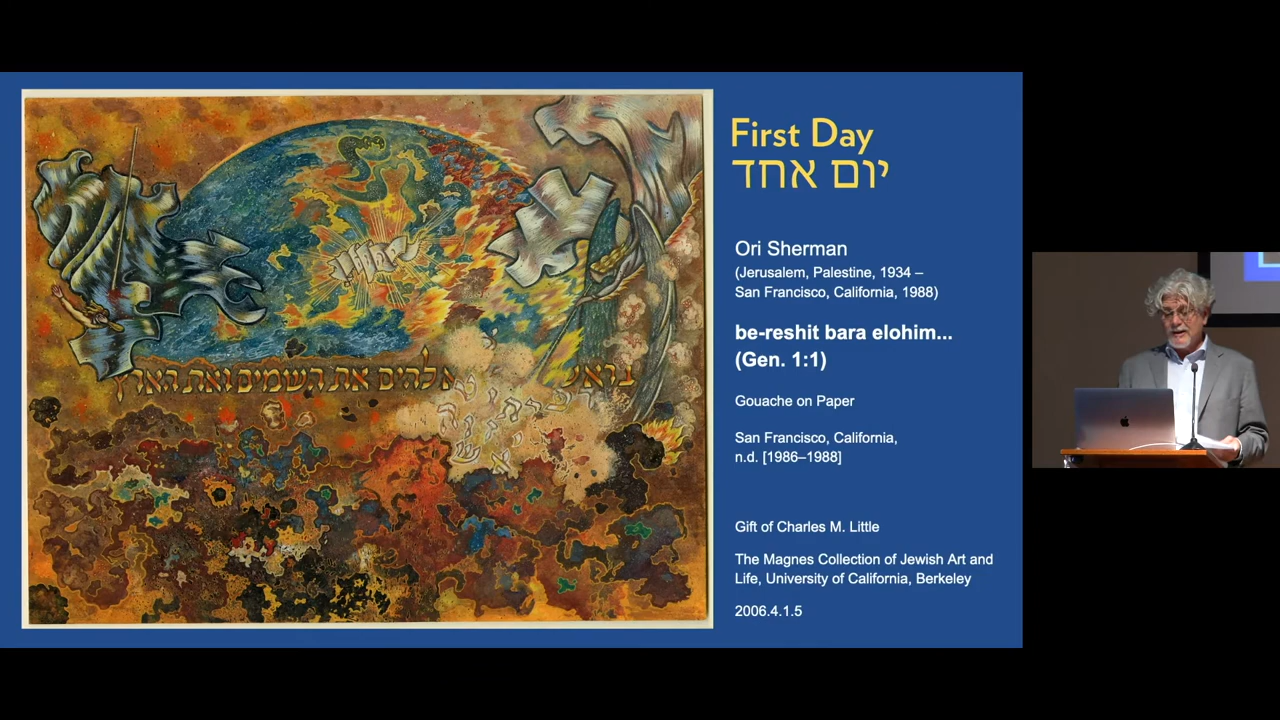 אלהים את השמים ואת הארץ
First Day
יום אחד
Ori Sherman
(Jerusalem, Palestine, 1934 –
San Francisco, California, 1988)
be-reshit bara elohim...
(Gen. 1:1)
Gouache on Paper
San Francisco, California,
n.d. [1986–1988]
Gift of Charles M. Little
The Magnes Collection of Jewish Art and
Life, University of California, Berkeley
2006.4.1.5